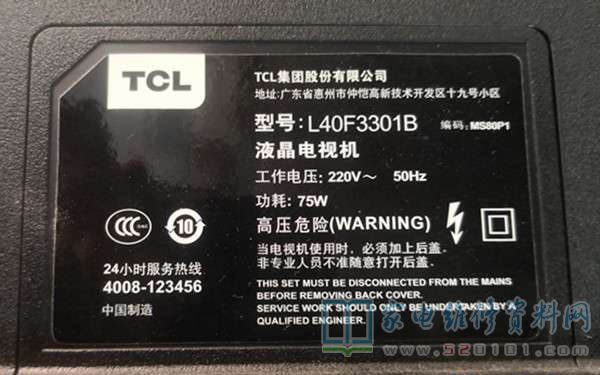 TCL
TCL集团股份有限公司
地址:广东省惠州市仲恺高新技术开发区十九号小区
型号:L40F3301B 编码:MS80P1
液晶电视机
工作电压:220V～ 50Hz
功耗:75W
高压危险(WARNING)
当电视机使用时,必须加上后盖。
非专业人员不准随意打开后盖。
THIS SET MUST BE DISCONNECTED FROM THE MAINS
BEFORE REMOVING BACK COVER.
SERVICE WORK SHOULD ONLY BE UNDERTAKEN BY A
QUALIFIED ENGINEER.
CCC
10
24小时服务热线
4008-123456
中国制造
家电维修资料网
www.520101.com